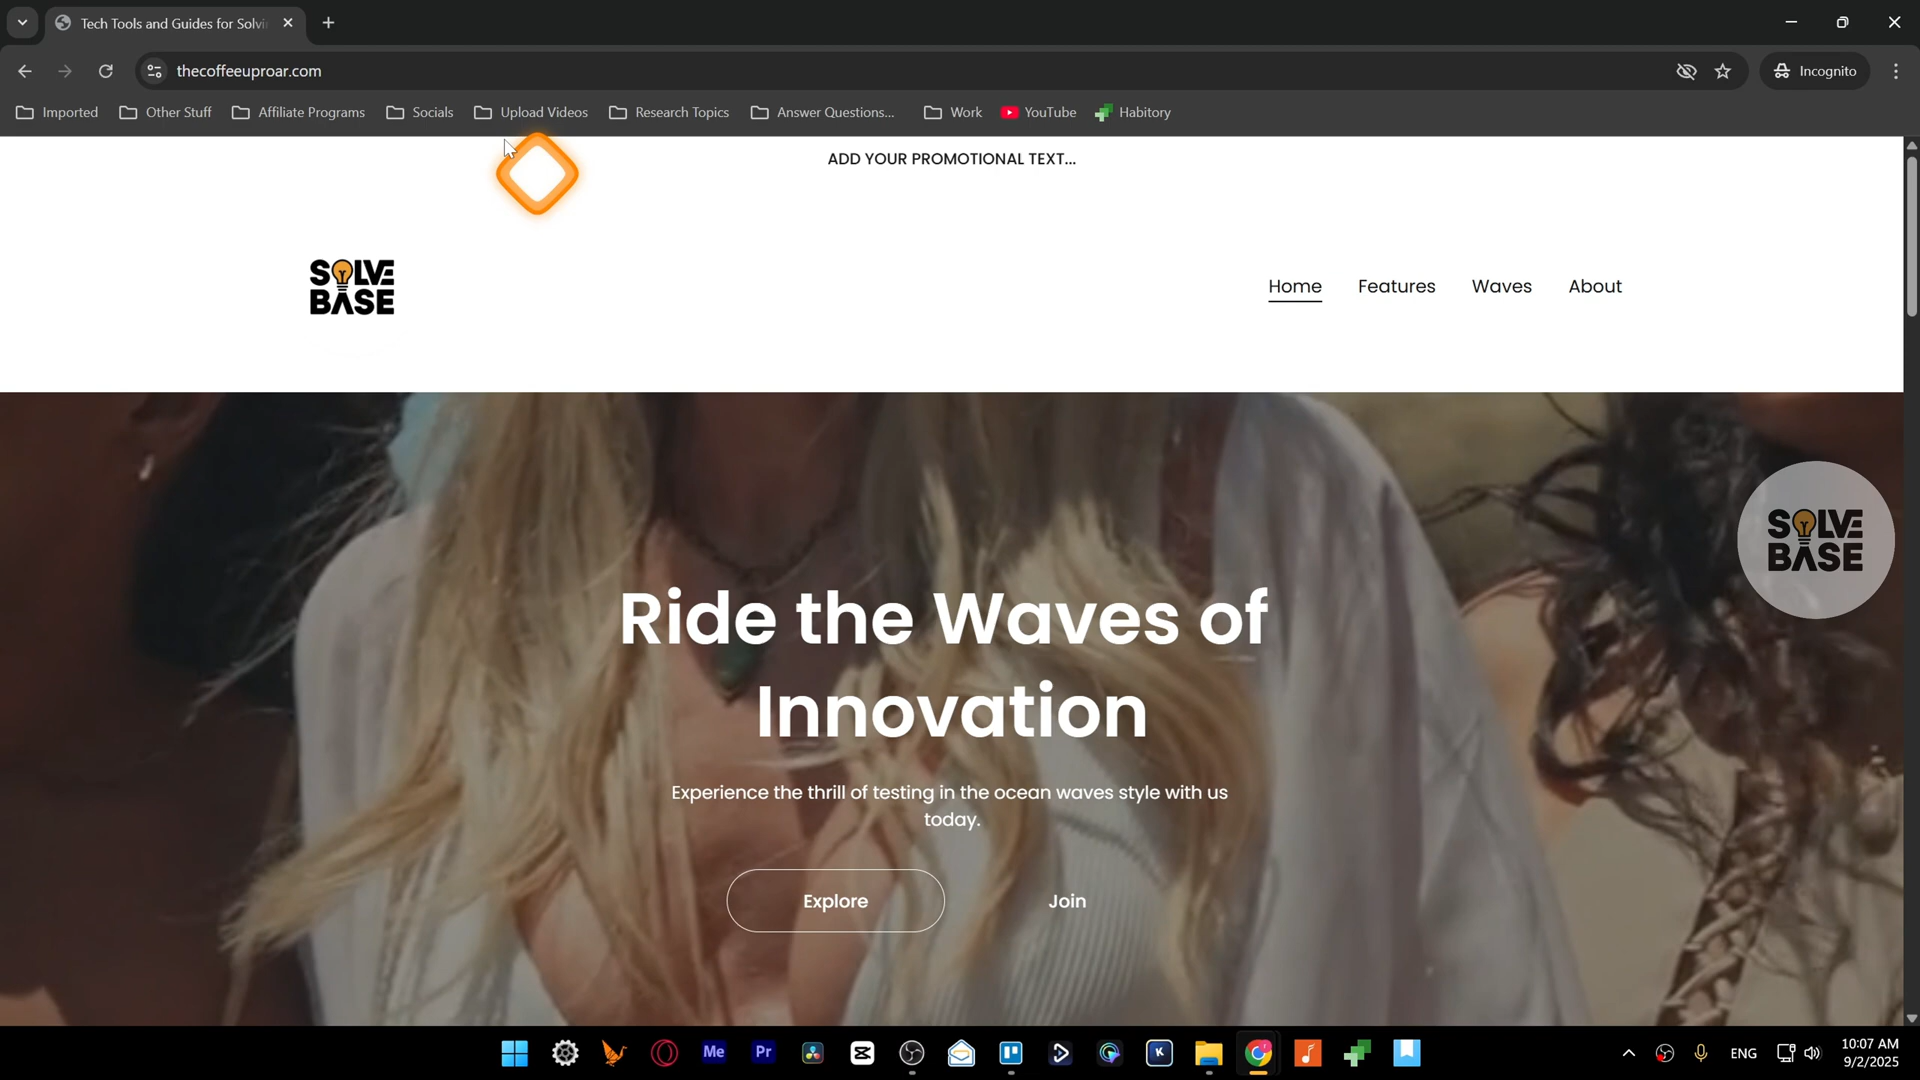 Tech Tools and Guides for Solvi
thecoffeeuproar.com
Incognito
Imported
Other Stuff
Affiliate Programs
Socials
Upload Videos
Research Topics
Answer Questions...
Work
YouTube
Habitory
ADD YOUR PROMOTIONAL TEXT...
SOLVE
BASE
Home
Features
Waves
About
SOLVE
BASE
Ride the Waves of
Innovation
Experience the thrill of testing in the ocean waves style with us
today.
Explore
Join
Me
Pr
K
ENG
10:07 AM
9/2/2025